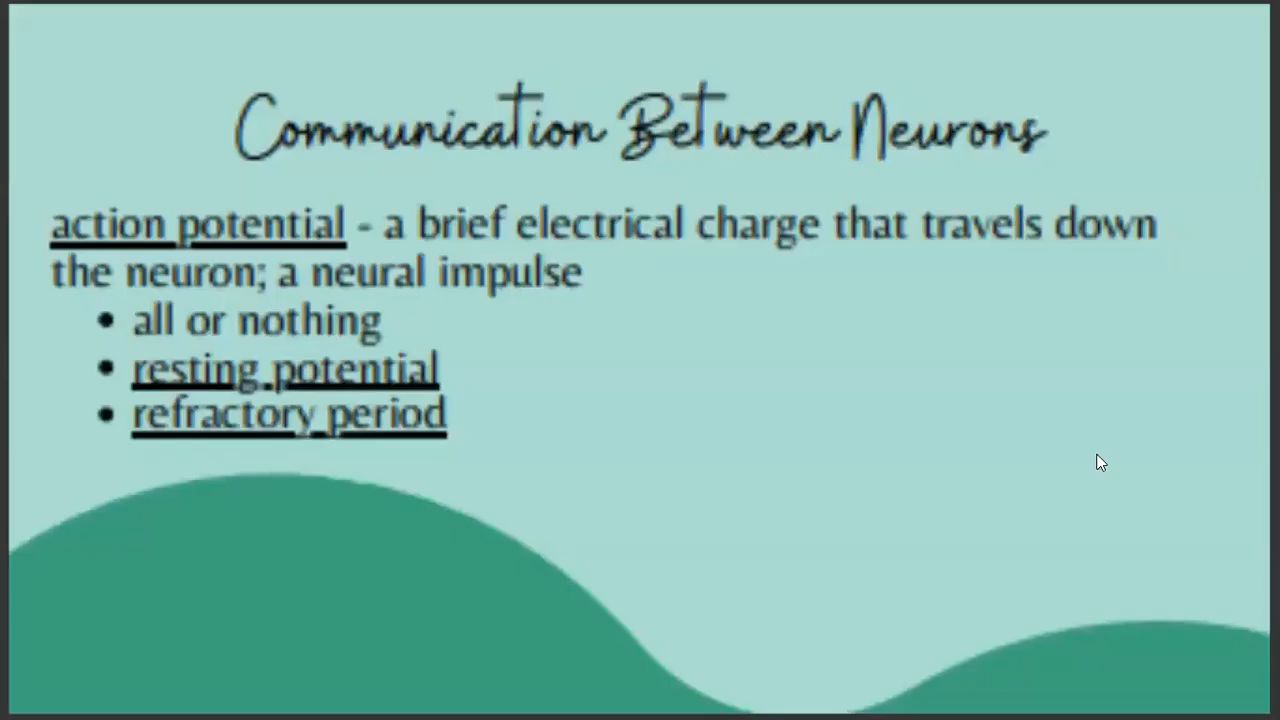 Communication Between Neurons
action potential - a brief electrical charge that travels down
the neuron; a neural impulse
• all or nothing
• resting potential
• refractory period